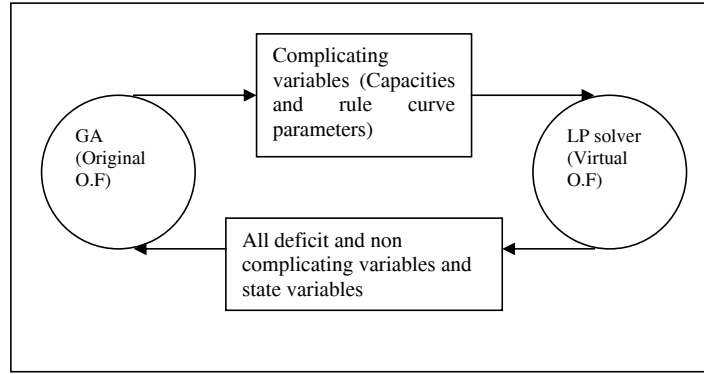 Complicating
variables (Capacities
and rule curve
parameters)
GA
(Original
O.F)
LP solver
(Virtual
O.F)
All deficit and non
complicating variables and
state variables